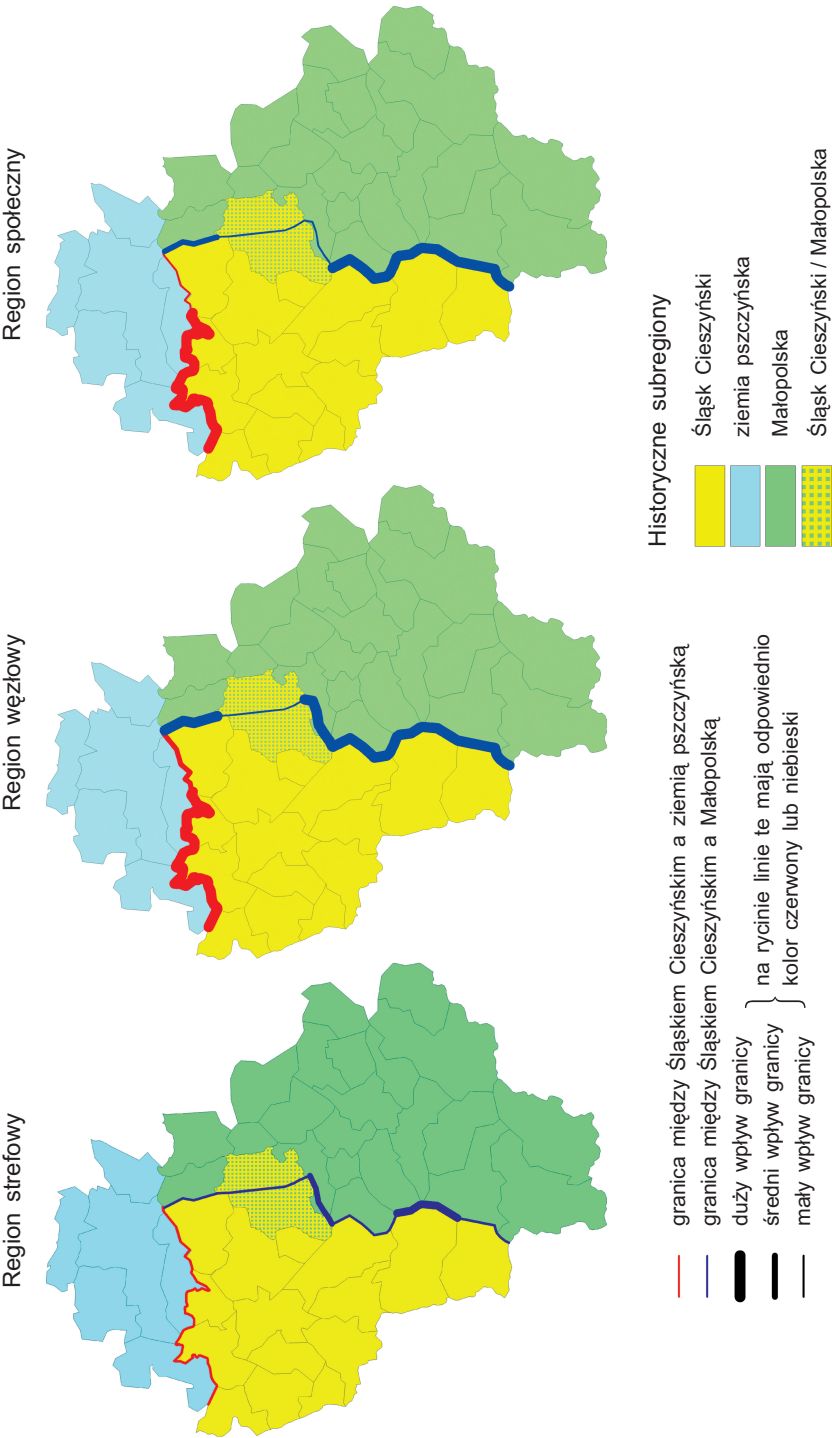 Region strefowy
Region węzłowy
Region społeczny
granica między Śląskiem Cieszyńskim a ziemią pszczyńską
granica między Śląskiem Cieszyńskim a Małopolską
duży wpływ granicy
średni wpływ granicy
mały wpływ granicy
na rycinie linie te mają odpowiednio
kolor czerwony lub niebieski
Historyczne subregiony
Śląsk Cieszyński
ziemia pszczyńska
Małopolska
Śląsk Cieszyński / Małopolska